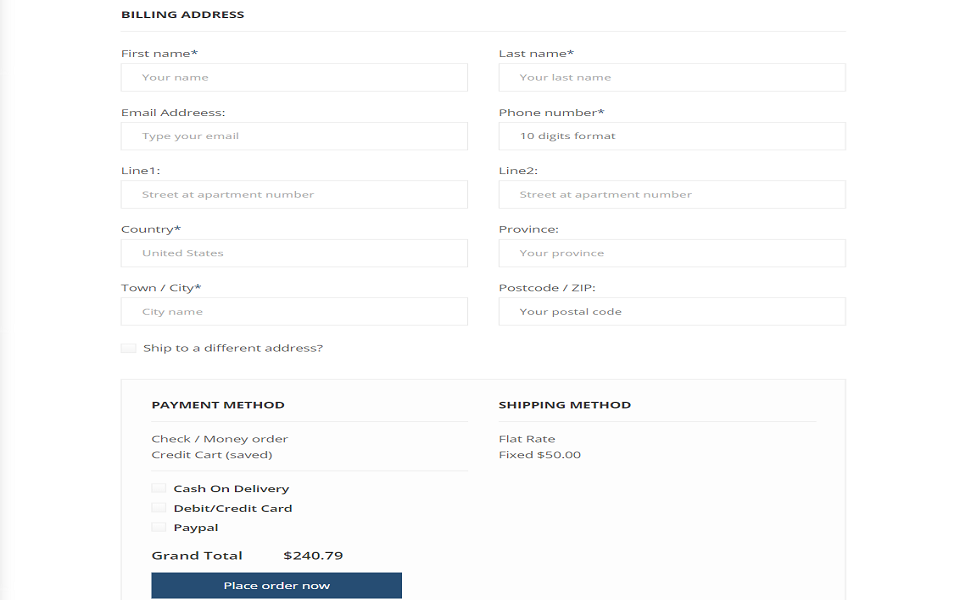 BILLING ADDRESS
First name*
Last name*
Your name
Your last name
Email Addreess:
Phone number*
Type your email
10 digits format
Line1:
Line2:
Street at apartment number
Street at apartment number
Country*
Province:
United States
Your province
Town / City*
Postcode / ZIP:
City name
Your postal code
Ship to a different address?
PAYMENT METHOD
SHIPPING METHOD
Check / Money order
Flat Rate
Credit Cart (saved)
Fixed $50.00
Cash On Delivery
Debit/Credit Card
Paypal
Grand Total $240.79
Place order now